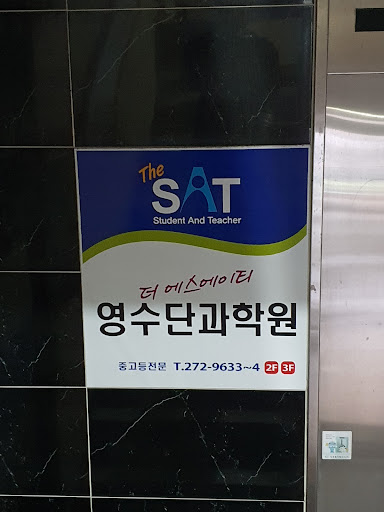 The
SAT
Student And Teacher
더 에스에이티
영수단과학원
중고등전문 T.272-9633~4 2F 3F